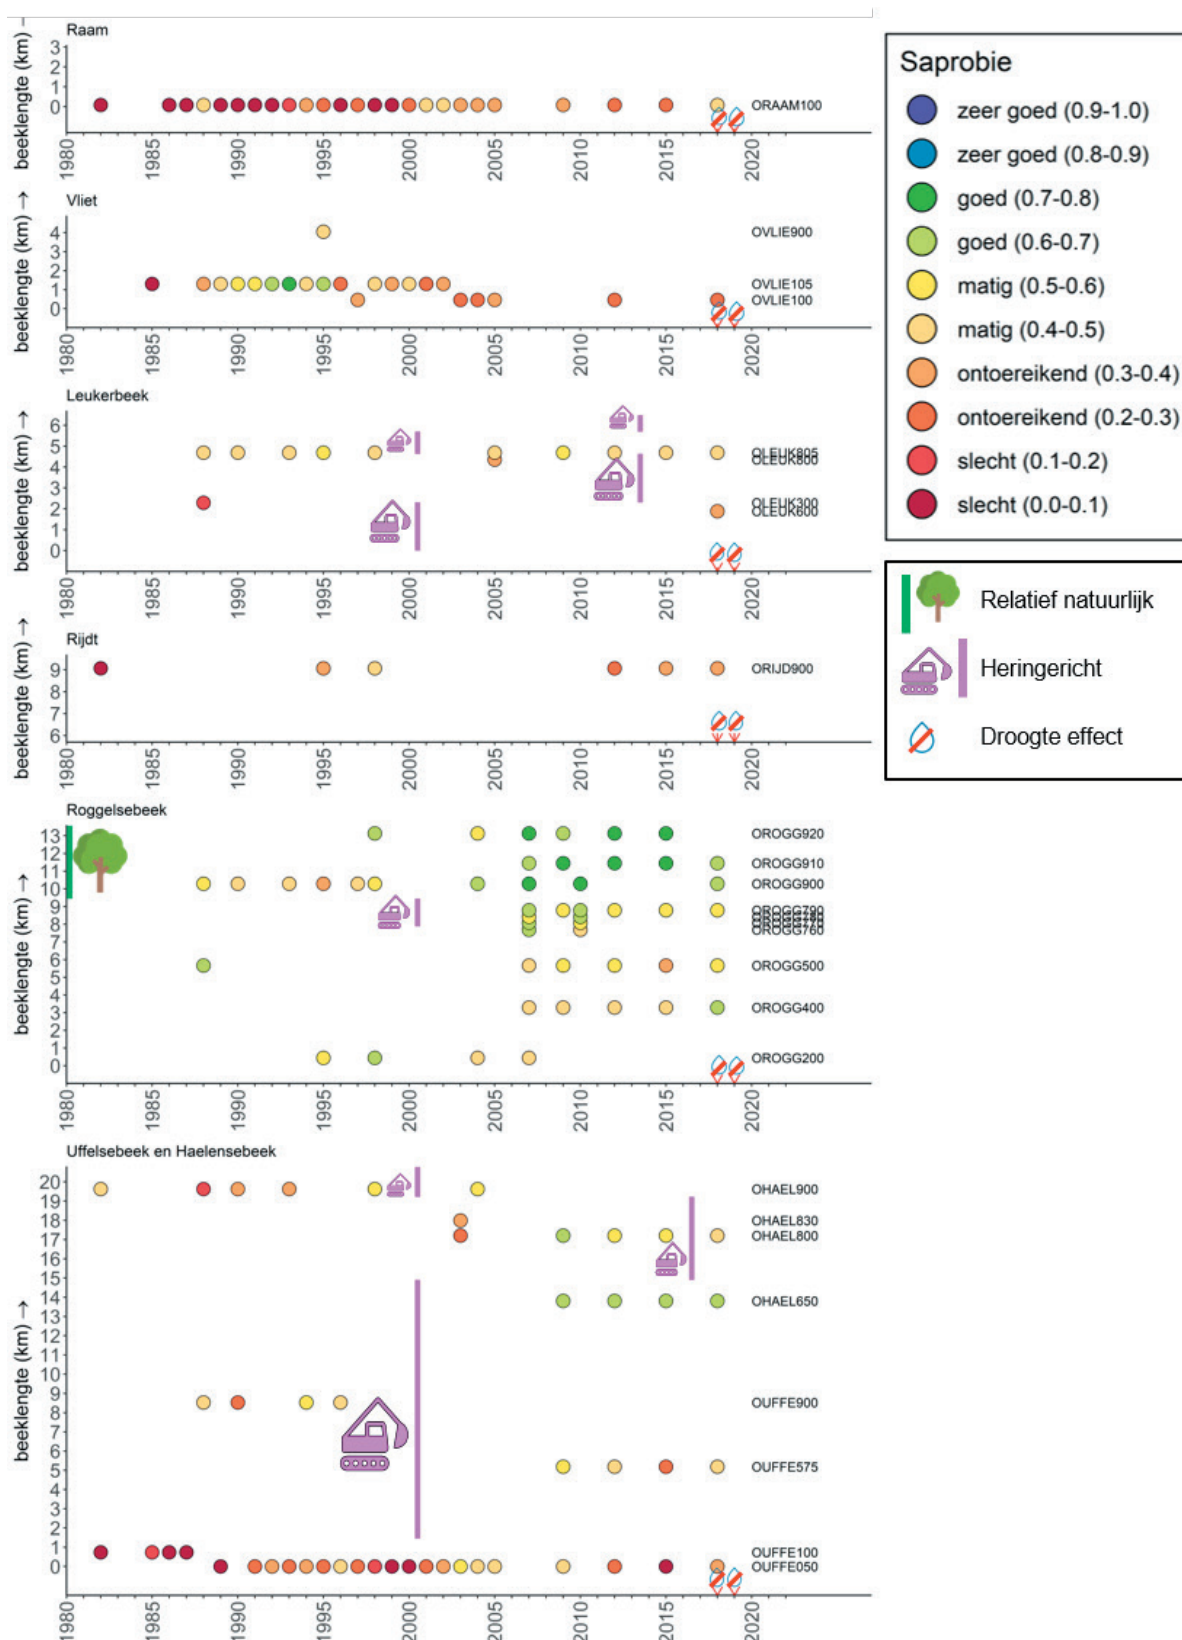 Raam
beeklengte (km) →
3
2
1
0
ORAAM100
1980
1985
1990
1995
2000
2005
2010
2015
2020
Vliet
beeklengte (km) →
4
3
2
1
0
OVLIE900
OVLIE105
OVLIE100
1980
1985
1990
1995
2000
2005
2010
2015
2020
Leukerbeek
beeklengte (km) →
6
5
4
3
2
1
0
OLEUK805
OLEUK800
OLEUK300
OLEUK600
1980
1985
1990
1995
2000
2005
2010
2015
2020
Rijdt
beeklengte (km) →
9
8
7
6
ORIJD900
1980
1985
1990
1995
2000
2005
2010
2015
2020
Roggelsebeek
beeklengte (km) →
13
12
11
10
9
8
7
6
5
4
3
2
1
0
OROGG920
OROGG910
OROGG900
OROGG790
OROGG770
OROGG760
OROGG500
OROGG400
OROGG200
1980
1985
1990
1995
2000
2005
2010
2015
2020
Uffelsebeek en Haelensebeek
beeklengte (km) →
20
19
18
17
16
15
14
13
12
11
10
9
8
7
6
5
4
3
2
1
0
OHAEL900
OHAEL830
OHAEL800
OHAEL650
OUFFE900
OUFFE575
OUFFE100
OUFFE050
1980
1985
1990
1995
2000
2005
2010
2015
2020
Saprobie
zeer goed (0.9-1.0)
zeer goed (0.8-0.9)
goed (0.7-0.8)
goed (0.6-0.7)
matig (0.5-0.6)
matig (0.4-0.5)
ontoereikend (0.3-0.4)
ontoereikend (0.2-0.3)
slecht (0.1-0.2)
slecht (0.0-0.1)
Relatief natuurlijk
Heringericht
Droogte effect